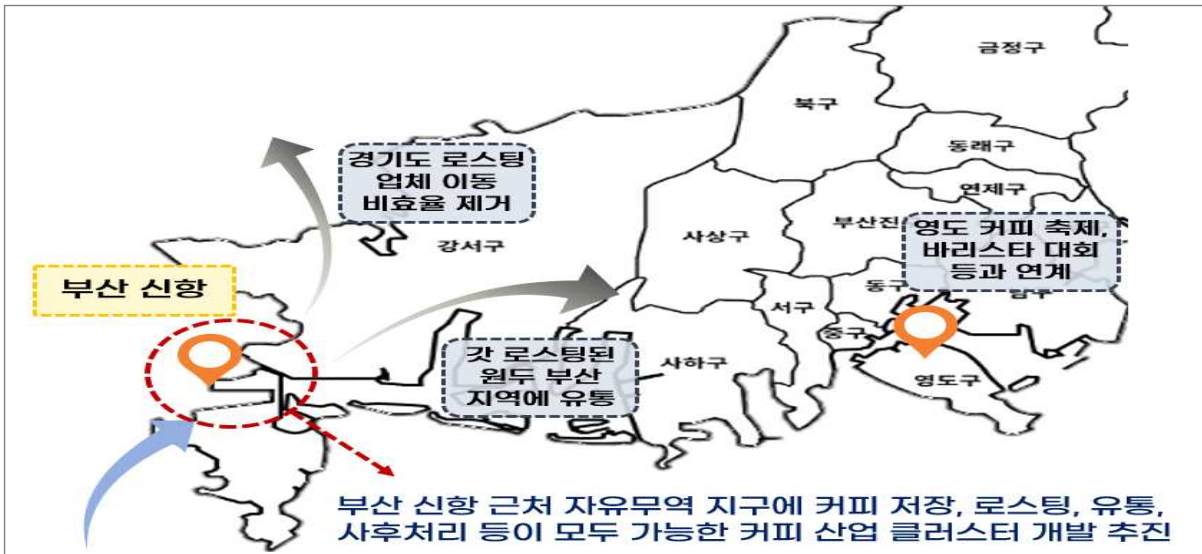 금정구
북구
동래구
경기도 로스팅
업체 이동
비효율 제거
연제구
부산진
강서구
사상구
영도 커피 축제,
바리스타 대회
등과 연계
부산 신항
동구
서구
중구
갓 로스팅된
원두 부산
지역에 유통
사하구
영도구
부산 신항 근처 자유무역 지구에 커피 저장, 로스팅, 유통,
사후처리 등이 모두 가능한 커피 산업 클러스터 개발 추진